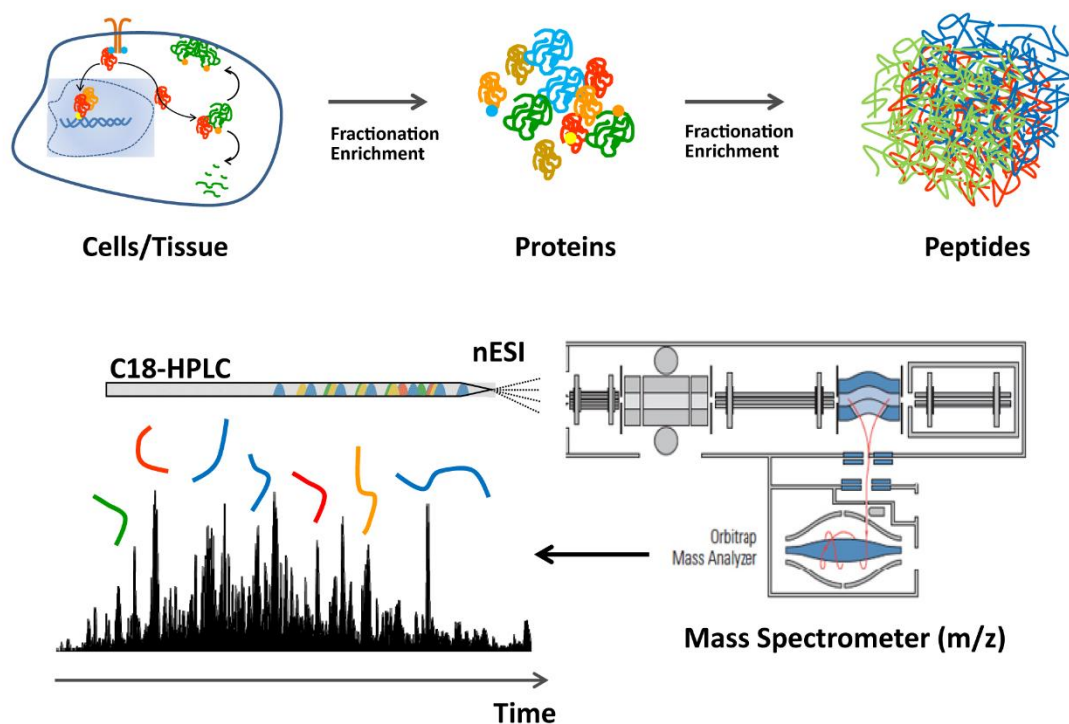 Fractionation
Enrichment
Fractionation
Enrichment
Cells/Tissue
Proteins
Peptides
C18-HPLC
nESI
Orbitrap
Mass Analyzer
Mass Spectrometer (m/z)
Time